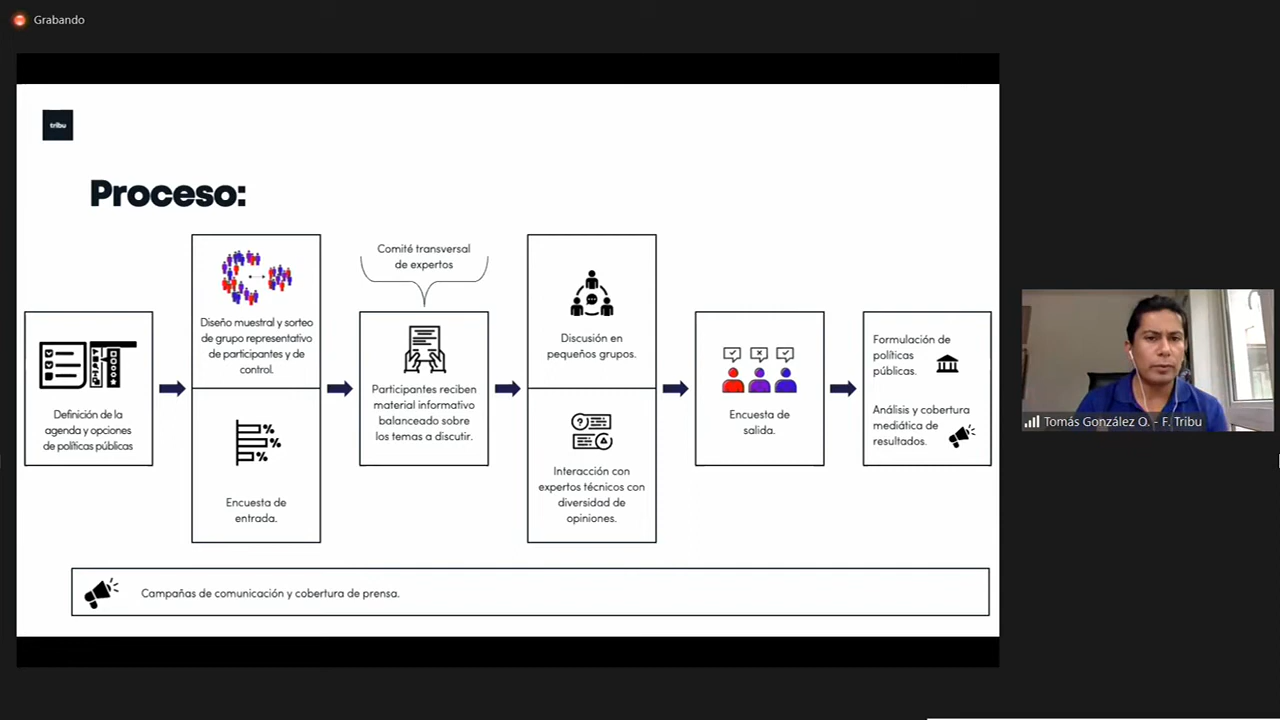 Grabando
tribu
Proceso:
Definición de la
agenda y opciones
de políticas públicas
Diseño muestral y sorteo
de grupo representativo
de participantes y de
control.
Encuesta de
entrada.
Comité transversal
de expertos
Participantes reciben
material informativo
balanceado sobre
los temas a discutir.
Discusión en
pequeños grupos.
Interacción con
expertos técnicos con
diversidad de
opiniones.
Encuesta de
salida.
Formulación de
políticas
públicas.
Análisis y cobertura
mediática de
resultados.
Campañas de comunicación y cobertura de prensa.
Tomás González O. - F. Tribu